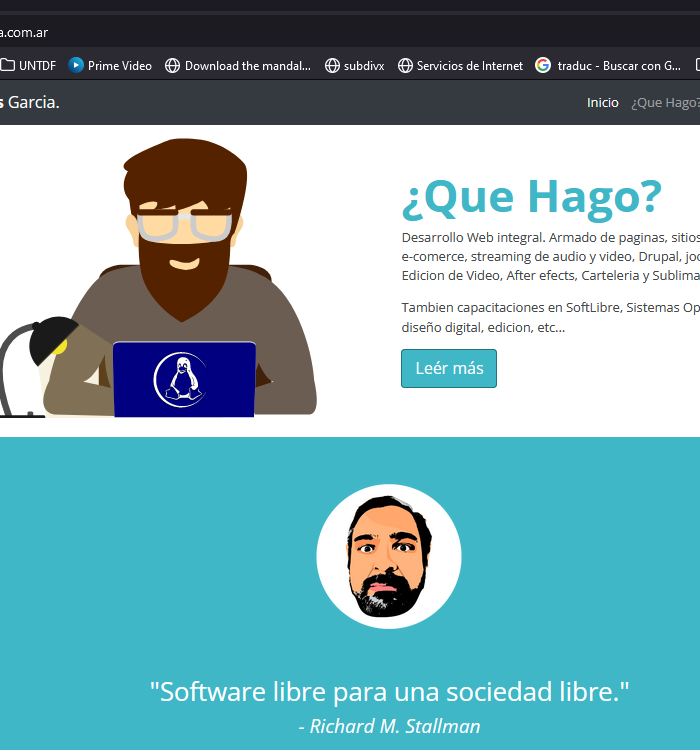 a.com.ar
UNTDF Prime Video Download the mandal... subdivx Servicios de Internet traduc - Buscar con G...
s Garcia. Inicio ¿Que Hago?
¿Que Hago?
Desarrollo Web integral. Armado de paginas, sitios
e-comerce, streaming de audio y video, Drupal, joo
Edicion de Video, After efects, Carteleria y Sublima
Tambien capacitaciones en SoftLibre, Sistemas Op
diseño digital, edicion, etc...
Leér más
"Software libre para una sociedad libre."
- Richard M. Stallman